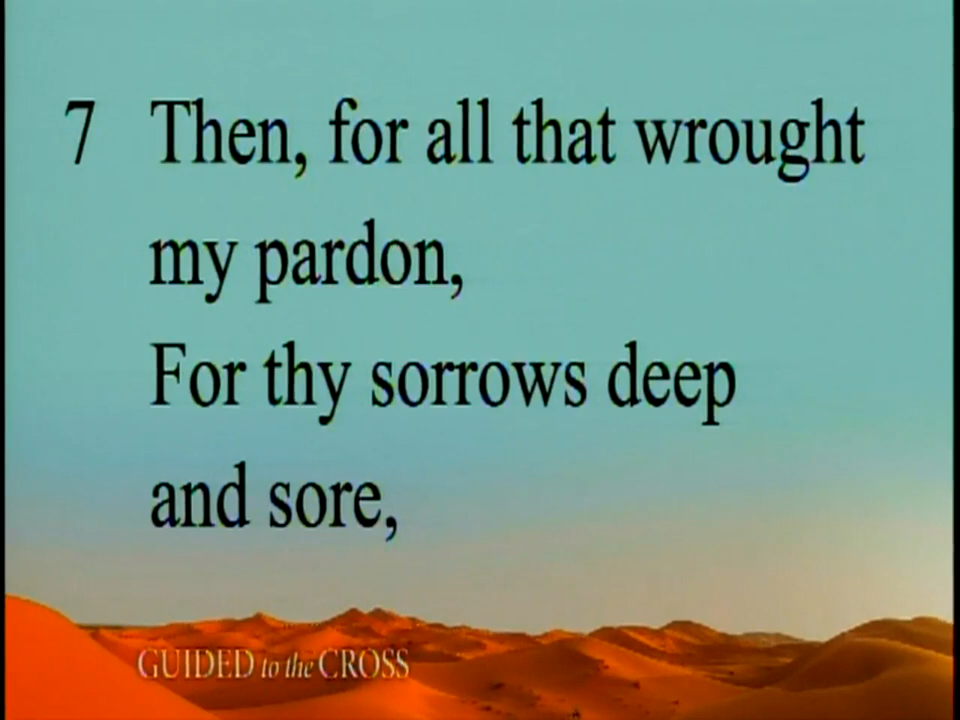 7 Then, for all that wrought
my pardon,
For thy sorrows deep
and sore,
GUIDED to the CROSS